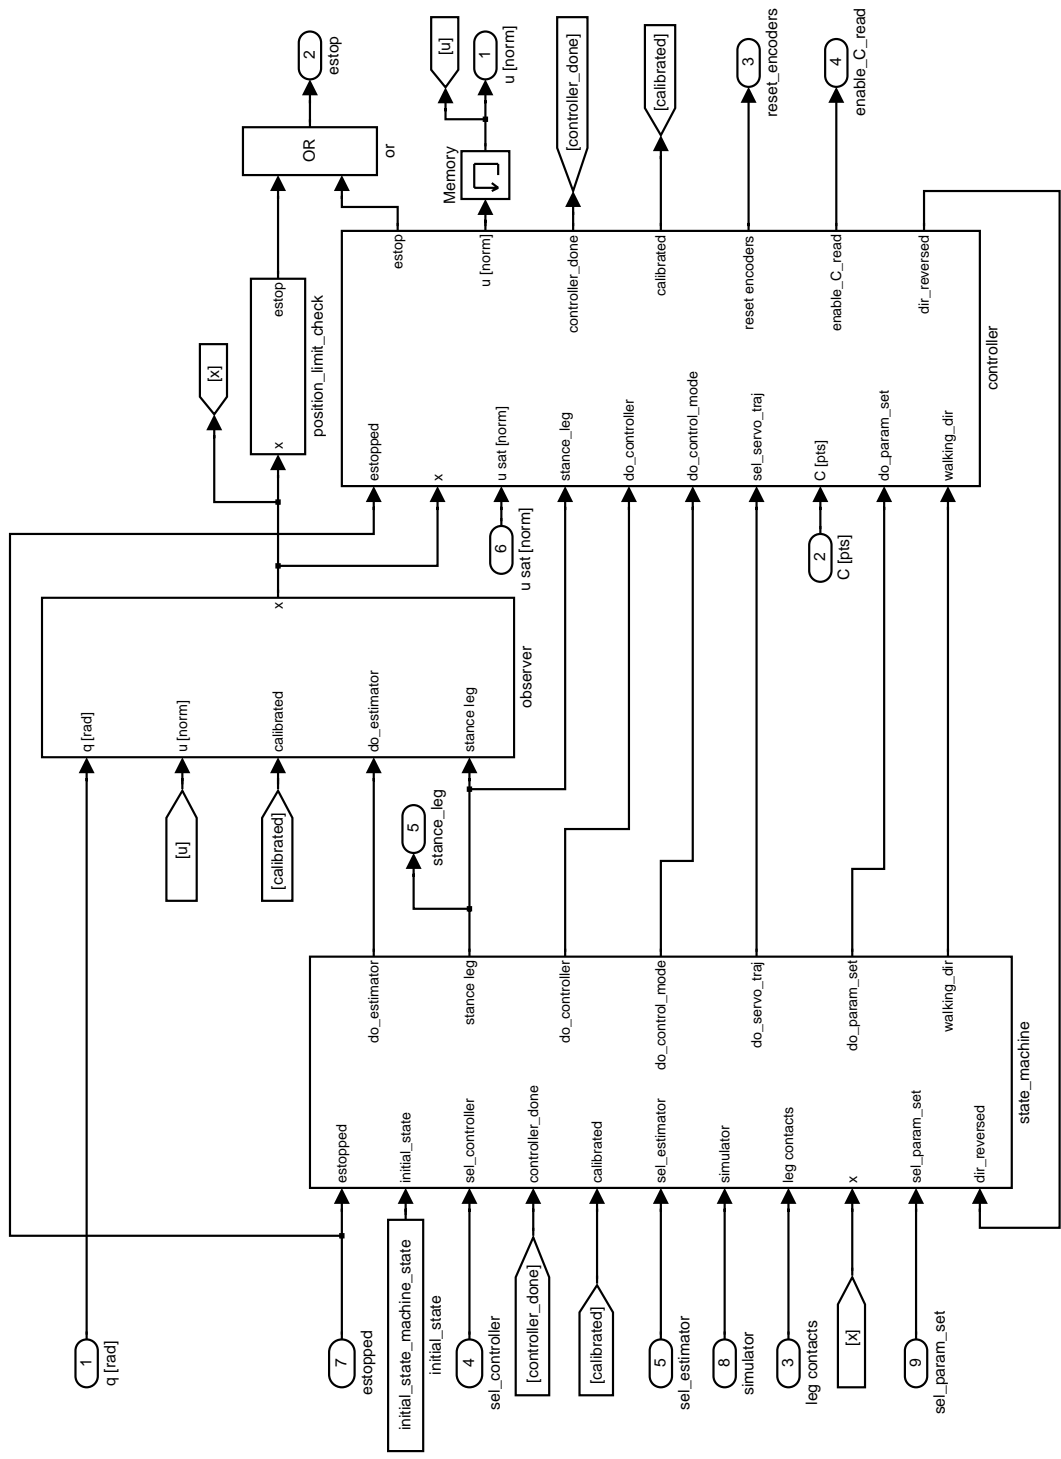 1
q [rad]
7
estopped
initial_state_machine_state
initial_state
4
sel_controller
[controller_done]
[calibrated]
5
sel_estimator
8
simulator
3
leg contacts
[x]
9
sel_param_set
estopped
initial_state
sel_controller
controller_done
calibrated
sel_estimator
simulator
leg contacts
x
sel_param_set
dir_reversed
do_estimator
stance leg
do_controller
do_control_mode
do_servo_traj
do_param_set
walking_dir
state_machine
[u]
[calibrated]
5
stance_leg
q [rad]
u [norm]
calibrated
do_estimator
stance leg
x
observer
6
u sat [norm]
2
C [pts]
[x]
x
estop
position_limit_check
estopped
x
u sat [norm]
stance_leg
do_controller
do_control_mode
sel_servo_traj
C [pts]
do_param_set
walking_dir
estop
u [norm]
controller_done
calibrated
reset encoders
enable_C_read
dir_reversed
controller
OR
or
Memory
2
estop
[u]
1
u [norm]
[controller_done]
[calibrated]
3
reset_encoders
4
enable_C_read